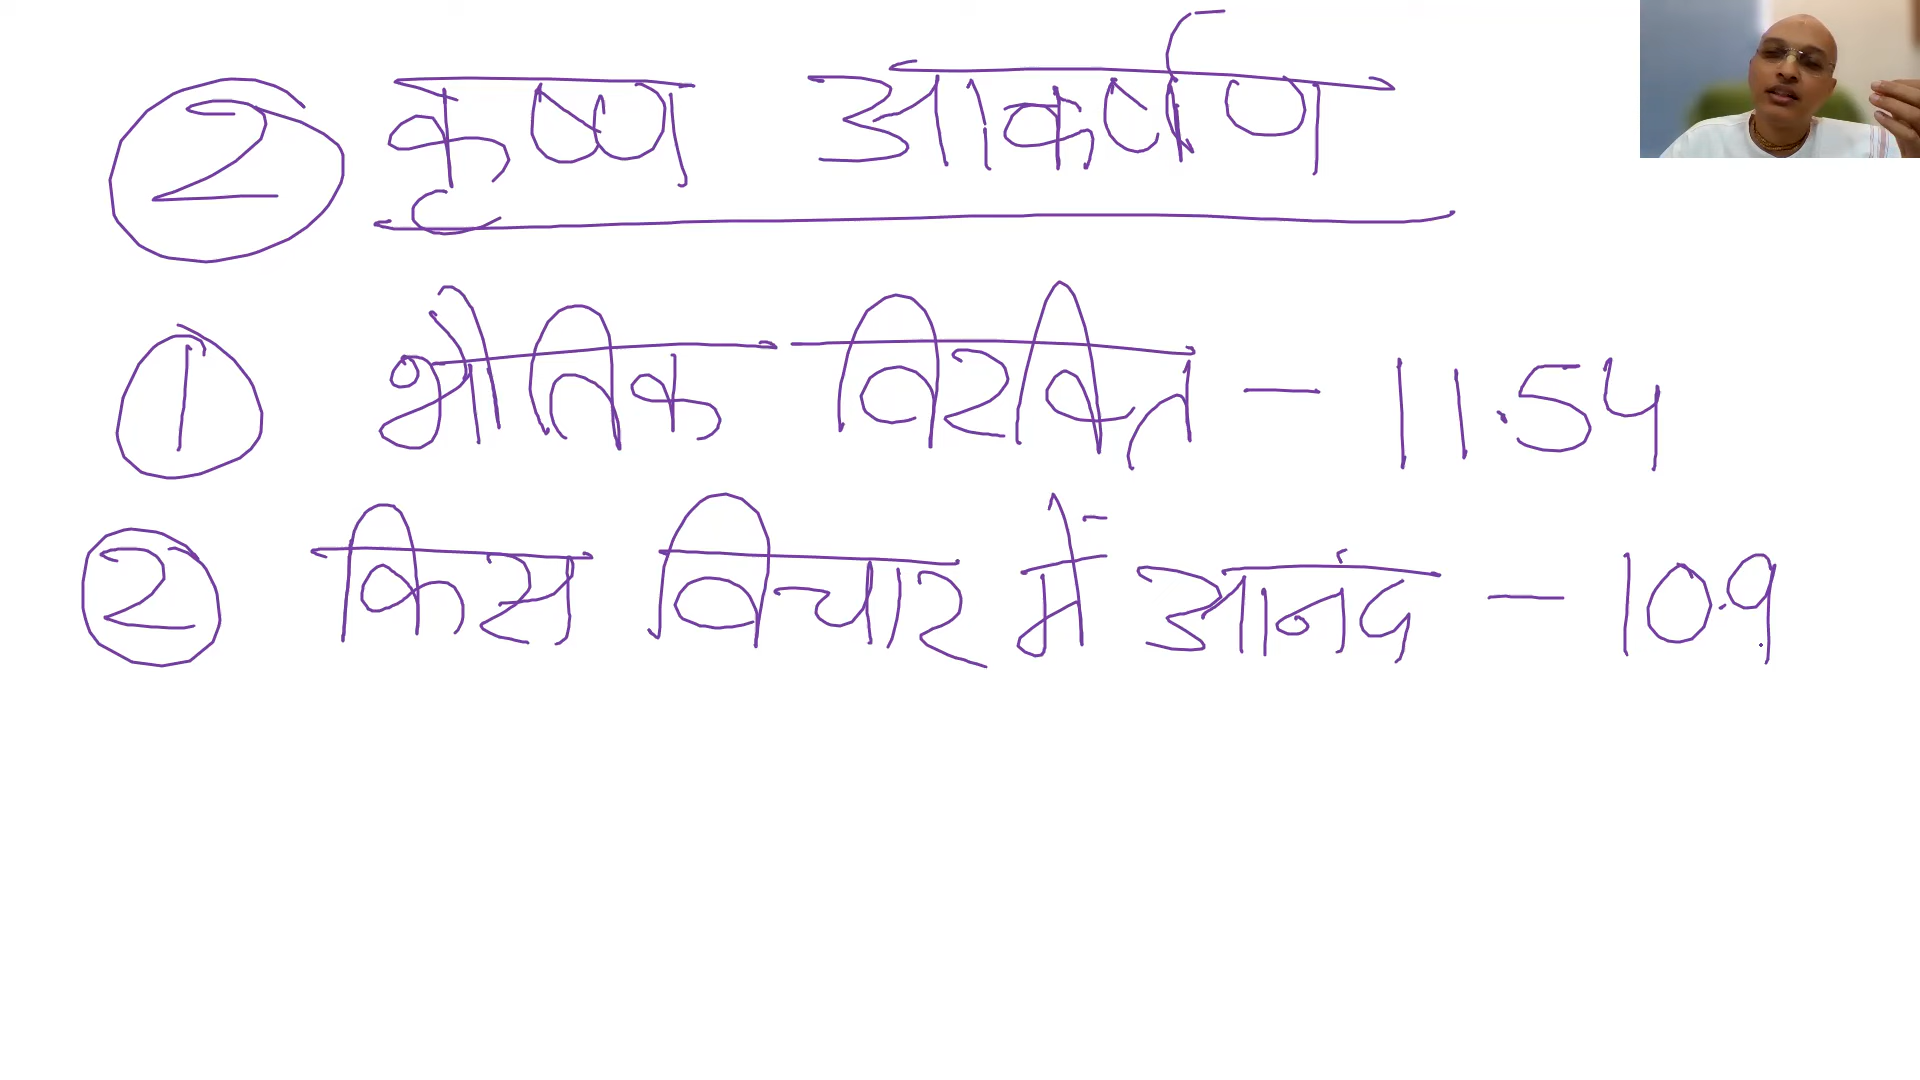 2 कृष्ण आकर्षण
1 भौतिक विरक्ति - 11.54
2 किस विचार में आनंद - 10.9